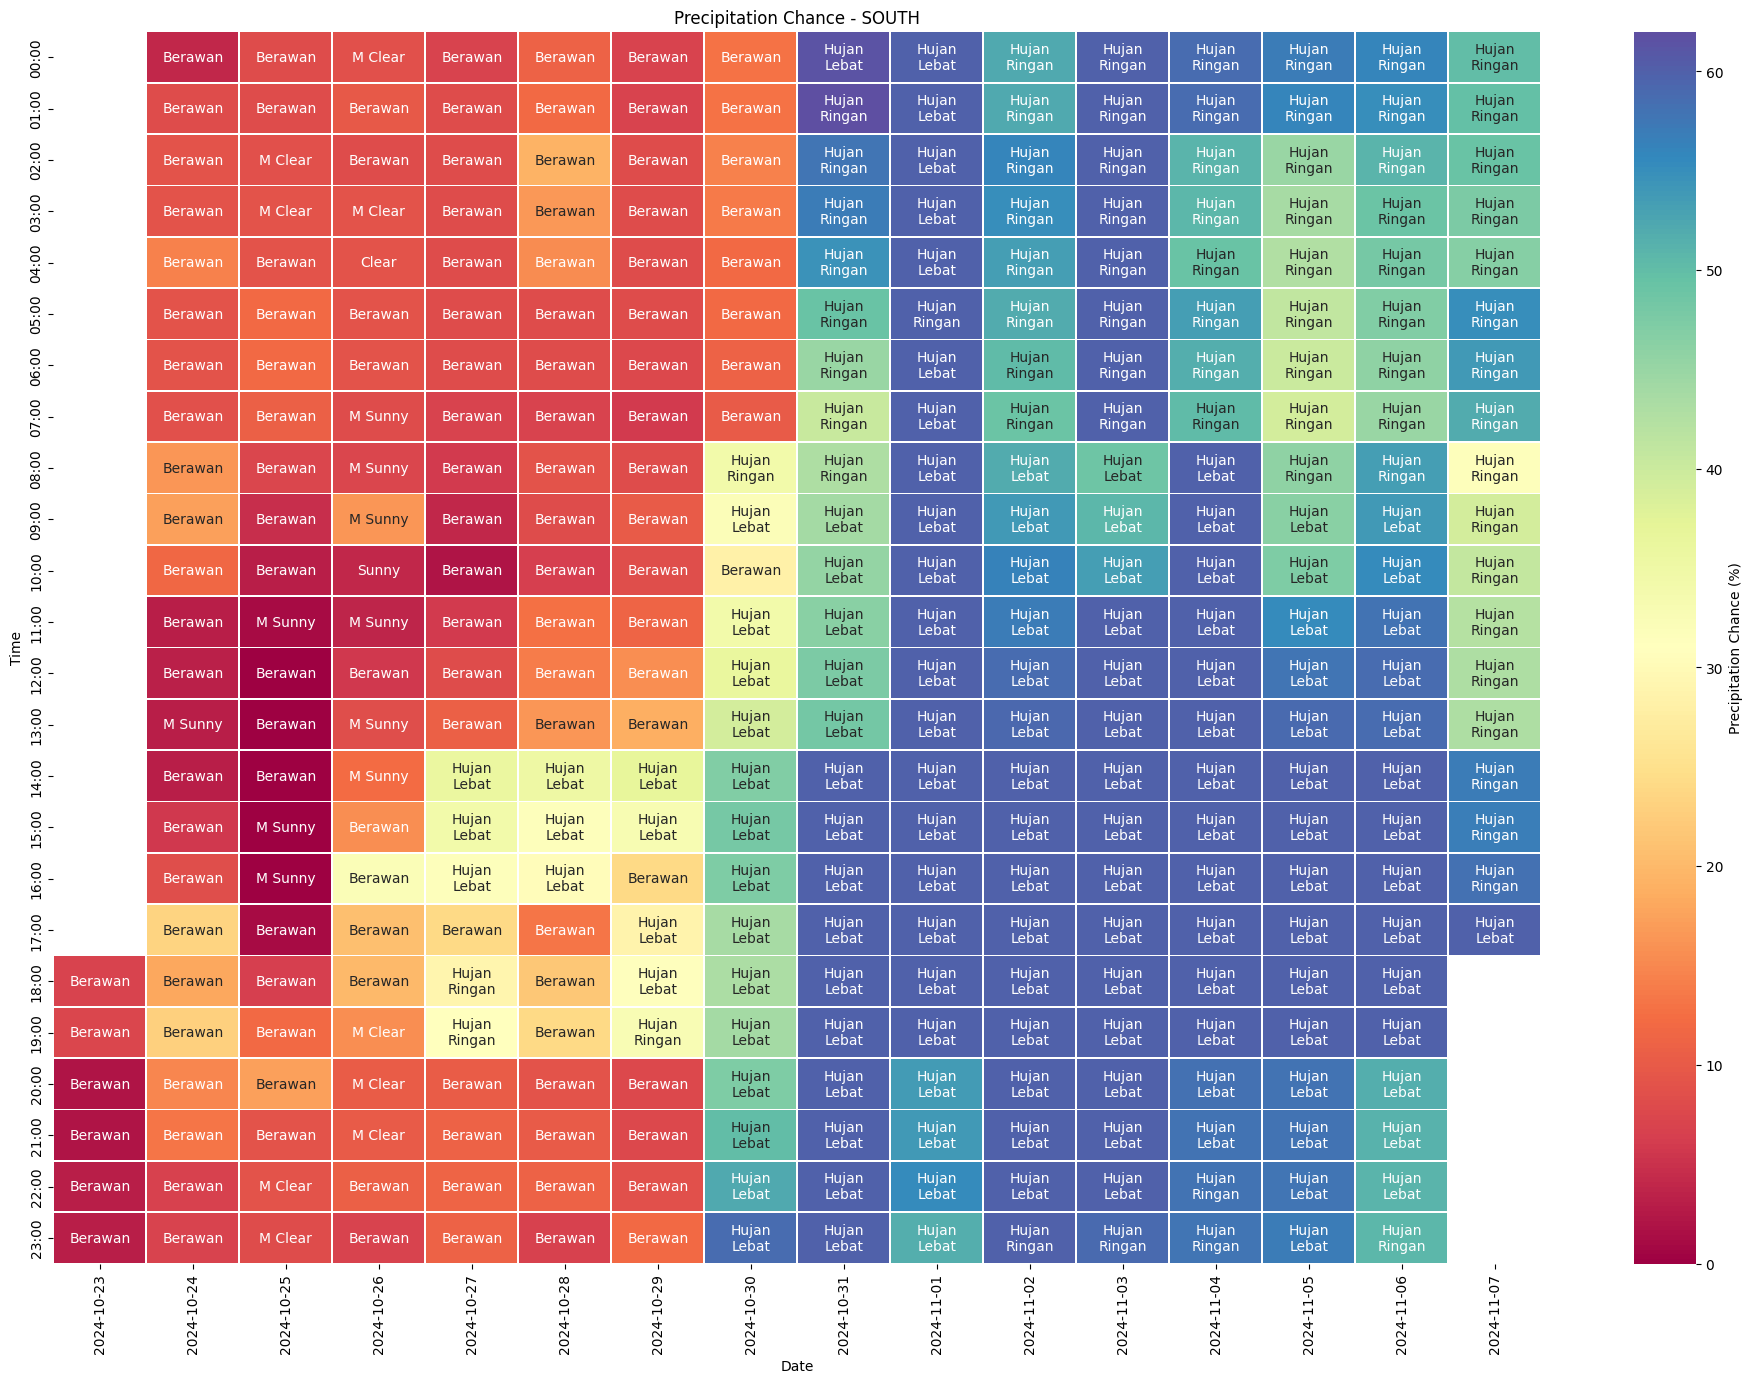 Precipitation Chance - SOUTH
Time
00:00 Berawan Berawan M Clear Berawan Berawan Berawan Berawan Hujan Lebat Hujan Lebat Hujan Ringan Hujan Ringan Hujan Ringan Hujan Ringan Hujan Ringan Hujan Ringan
01:00 Berawan Berawan Berawan Berawan Berawan Berawan Berawan Hujan Ringan Hujan Lebat Hujan Ringan Hujan Ringan Hujan Ringan Hujan Ringan Hujan Ringan Hujan Ringan
02:00 Berawan M Clear Berawan Berawan Berawan Berawan Berawan Hujan Ringan Hujan Lebat Hujan Ringan Hujan Ringan Hujan Ringan Hujan Ringan Hujan Ringan Hujan Ringan
03:00 Berawan M Clear M Clear Berawan Berawan Berawan Berawan Hujan Ringan Hujan Lebat Hujan Ringan Hujan Ringan Hujan Ringan Hujan Ringan Hujan Ringan Hujan Ringan
04:00 Berawan Berawan Clear Berawan Berawan Berawan Berawan Hujan Ringan Hujan Lebat Hujan Ringan Hujan Ringan Hujan Ringan Hujan Ringan Hujan Ringan Hujan Ringan
05:00 Berawan Berawan Berawan Berawan Berawan Berawan Berawan Hujan Ringan Hujan Ringan Hujan Ringan Hujan Ringan Hujan Ringan Hujan Ringan Hujan Ringan Hujan Ringan
06:00 Berawan Berawan Berawan Berawan Berawan Berawan Berawan Hujan Ringan Hujan Lebat Hujan Ringan Hujan Ringan Hujan Ringan Hujan Ringan Hujan Ringan Hujan Ringan
07:00 Berawan Berawan M Sunny Berawan Berawan Berawan Berawan Hujan Ringan Hujan Lebat Hujan Ringan Hujan Ringan Hujan Ringan Hujan Ringan Hujan Ringan Hujan Ringan
08:00 Berawan Berawan M Sunny Berawan Berawan Berawan Hujan Ringan Hujan Ringan Hujan Lebat Hujan Lebat Hujan Lebat Hujan Lebat Hujan Ringan Hujan Ringan Hujan Ringan
09:00 Berawan Berawan M Sunny Berawan Berawan Berawan Hujan Lebat Hujan Lebat Hujan Lebat Hujan Lebat Hujan Lebat Hujan Lebat Hujan Lebat Hujan Lebat Hujan Ringan
10:00 Berawan Berawan Sunny Berawan Berawan Berawan Berawan Hujan Lebat Hujan Lebat Hujan Lebat Hujan Lebat Hujan Lebat Hujan Lebat Hujan Lebat Hujan Ringan
11:00 Berawan M Sunny M Sunny Berawan Berawan Berawan Hujan Lebat Hujan Lebat Hujan Lebat Hujan Lebat Hujan Lebat Hujan Lebat Hujan Lebat Hujan Lebat Hujan Ringan
12:00 Berawan Berawan Berawan Berawan Berawan Berawan Hujan Lebat Hujan Lebat Hujan Lebat Hujan Lebat Hujan Lebat Hujan Lebat Hujan Lebat Hujan Lebat Hujan Ringan
13:00 M Sunny Berawan M Sunny Berawan Berawan Berawan Hujan Lebat Hujan Lebat Hujan Lebat Hujan Lebat Hujan Lebat Hujan Lebat Hujan Lebat Hujan Lebat Hujan Ringan
14:00 Berawan Berawan M Sunny Hujan Lebat Hujan Lebat Hujan Lebat Hujan Lebat Hujan Lebat Hujan Lebat Hujan Lebat Hujan Lebat Hujan Lebat Hujan Lebat Hujan Lebat Hujan Ringan
15:00 Berawan M Sunny Berawan Hujan Lebat Hujan Lebat Hujan Lebat Hujan Lebat Hujan Lebat Hujan Lebat Hujan Lebat Hujan Lebat Hujan Lebat Hujan Lebat Hujan Lebat Hujan Ringan
16:00 Berawan M Sunny Berawan Hujan Lebat Hujan Lebat Berawan Hujan Lebat Hujan Lebat Hujan Lebat Hujan Lebat Hujan Lebat Hujan Lebat Hujan Lebat Hujan Lebat Hujan Ringan
17:00 Berawan Berawan Berawan Berawan Berawan Hujan Lebat Hujan Lebat Hujan Lebat Hujan Lebat Hujan Lebat Hujan Lebat Hujan Lebat Hujan Lebat Hujan Lebat Hujan Lebat
18:00 Berawan Berawan Berawan Berawan Hujan Ringan Berawan Hujan Lebat Hujan Lebat Hujan Lebat Hujan Lebat Hujan Lebat Hujan Lebat Hujan Lebat Hujan Lebat Hujan Lebat
19:00 Berawan Berawan Berawan M Clear Hujan Ringan Berawan Hujan Ringan Hujan Lebat Hujan Lebat Hujan Lebat Hujan Lebat Hujan Lebat Hujan Lebat Hujan Lebat Hujan Lebat
20:00 Berawan Berawan Berawan M Clear Berawan Berawan Berawan Hujan Lebat Hujan Lebat Hujan Lebat Hujan Lebat Hujan Lebat Hujan Lebat Hujan Lebat Hujan Lebat
21:00 Berawan Berawan Berawan M Clear Berawan Berawan Berawan Hujan Lebat Hujan Lebat Hujan Lebat Hujan Lebat Hujan Lebat Hujan Lebat Hujan Lebat Hujan Lebat
22:00 Berawan Berawan M Clear Berawan Berawan Berawan Berawan Hujan Lebat Hujan Lebat Hujan Lebat Hujan Lebat Hujan Lebat Hujan Ringan Hujan Lebat Hujan Lebat
23:00 Berawan Berawan M Clear Berawan Berawan Berawan Berawan Hujan Lebat Hujan Lebat Hujan Lebat Hujan Ringan Hujan Ringan Hujan Ringan Hujan Lebat Hujan Ringan
2024-10-23 2024-10-24 2024-10-25 2024-10-26 2024-10-27 2024-10-28 2024-10-29 2024-10-30 2024-10-31 2024-11-01 2024-11-02 2024-11-03 2024-11-04 2024-11-05 2024-11-06 2024-11-07
Date
60
50
40
30
20
10
0
Precipitation Chance (%)